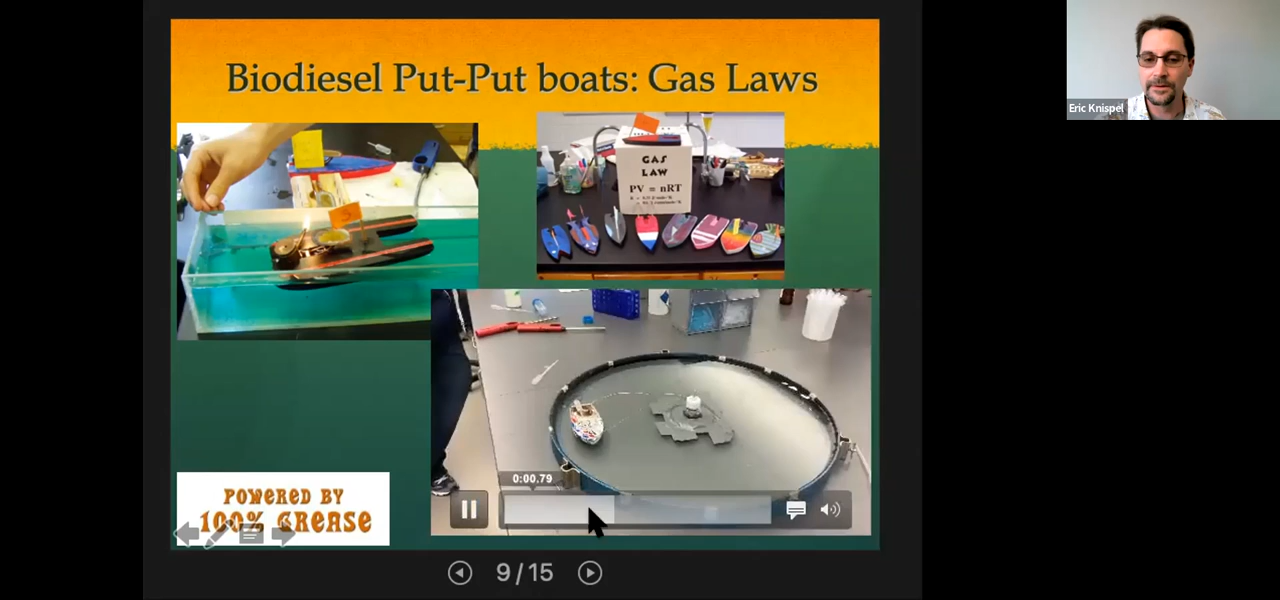 Biodiesel Put-Put boats: Gas Laws
Eric Knispel
GAS
LAW
PV = nRT
0:00.79
POWERED BY
100% GREASE
9/15